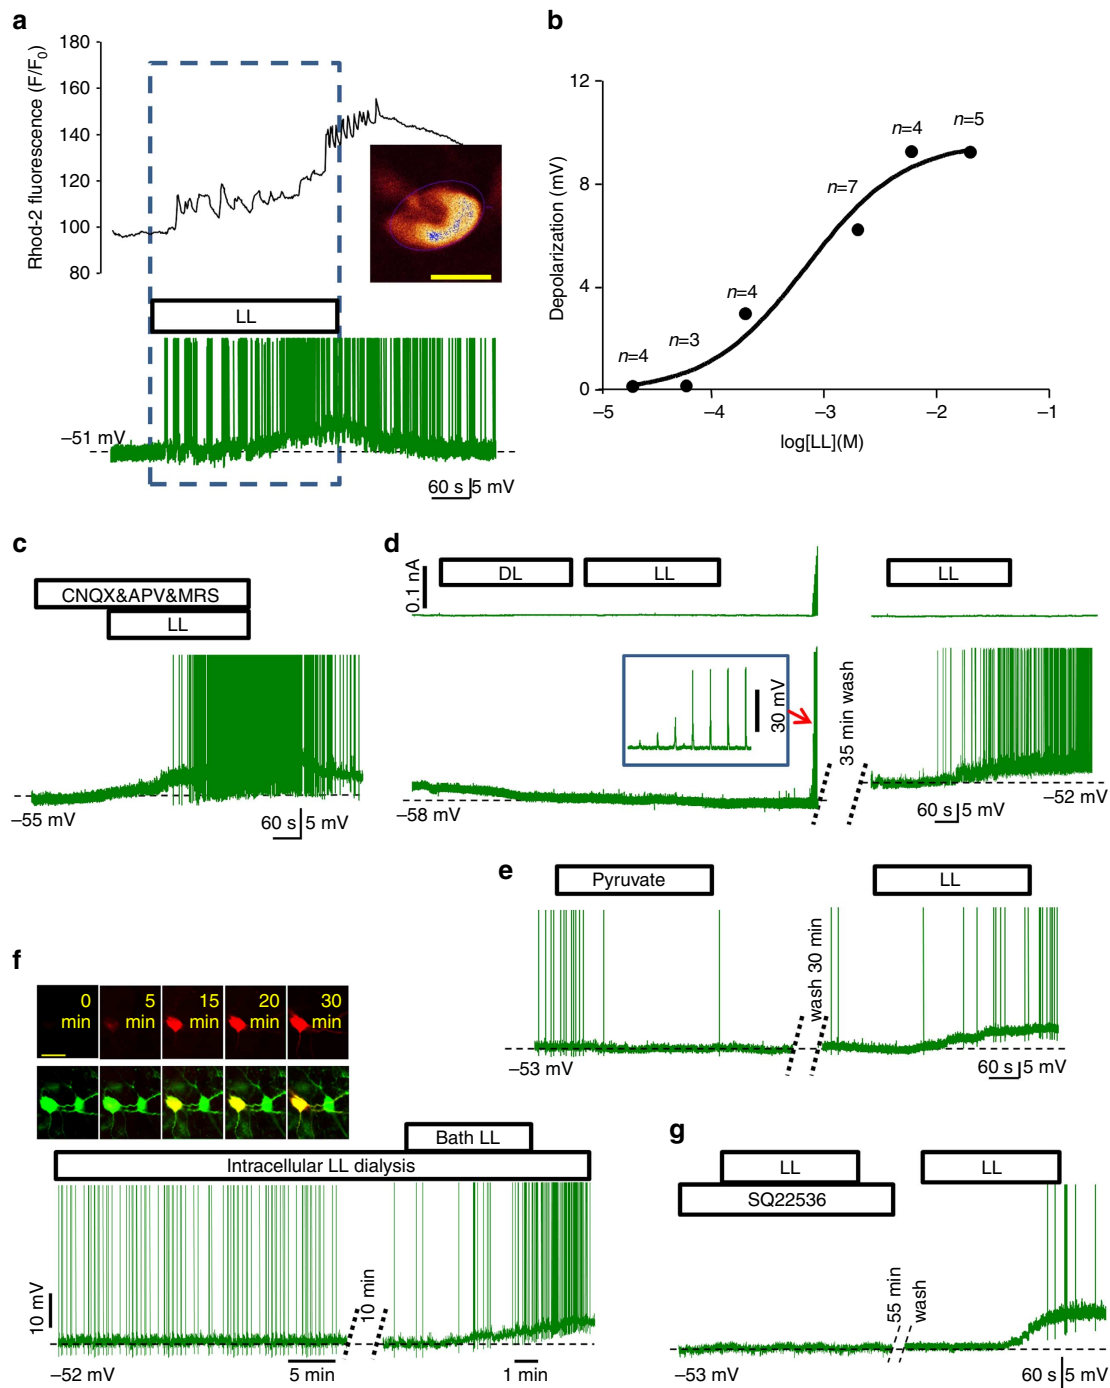 a
180
160
140
120
100
80
Rhod-2 fluorescence (F/F0)
LL
–51 mV
60 s 5 mV
b
12
8
4
0
Depolarization (mV)
n=4
n=3
n=4
n=7
n=4
n=5
–5 –4 –3 –2 –1
log[LL](M)
c
CNQX&APV&MRS
LL
–55 mV
60 s 5 mV
d
0.1 nA
DL
LL
LL
30 mV
35 min wash
–58 mV
60 s 5 mV
–52 mV
e
Pyruvate
LL
wash 30 min
–53 mV
60 s 5 mV
f
0 min
5 min
15 min
20 min
30 min
Bath LL
Intracellular LL dialysis
10 mV
10 min
–52 mV
5 min
1 min
g
LL
LL
SQ22536
55 min
wash
–53 mV
60 s 5 mV